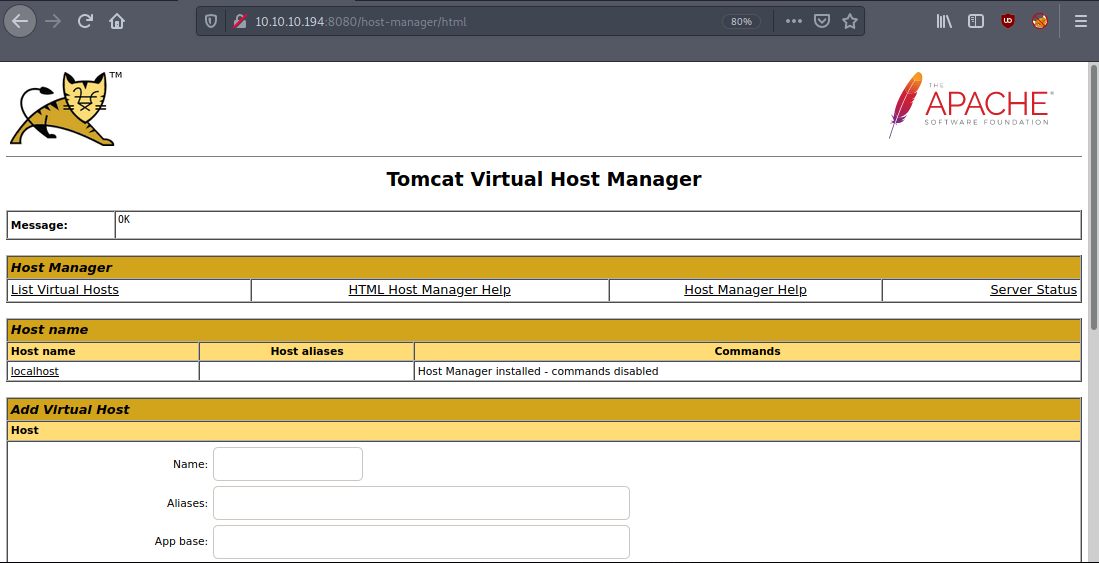 10.10.10.194:8080/host-manager/html 80%
TM
THE
APACHE
SOFTWARE FOUNDATION
Tomcat Virtual Host Manager
Message: OK
Host Manager
List Virtual Hosts HTML Host Manager Help Host Manager Help Server Status
Host name
Host name Host aliases Commands
localhost Host Manager installed - commands disabled
Add Virtual Host
Host
Name:
Aliases:
App base: